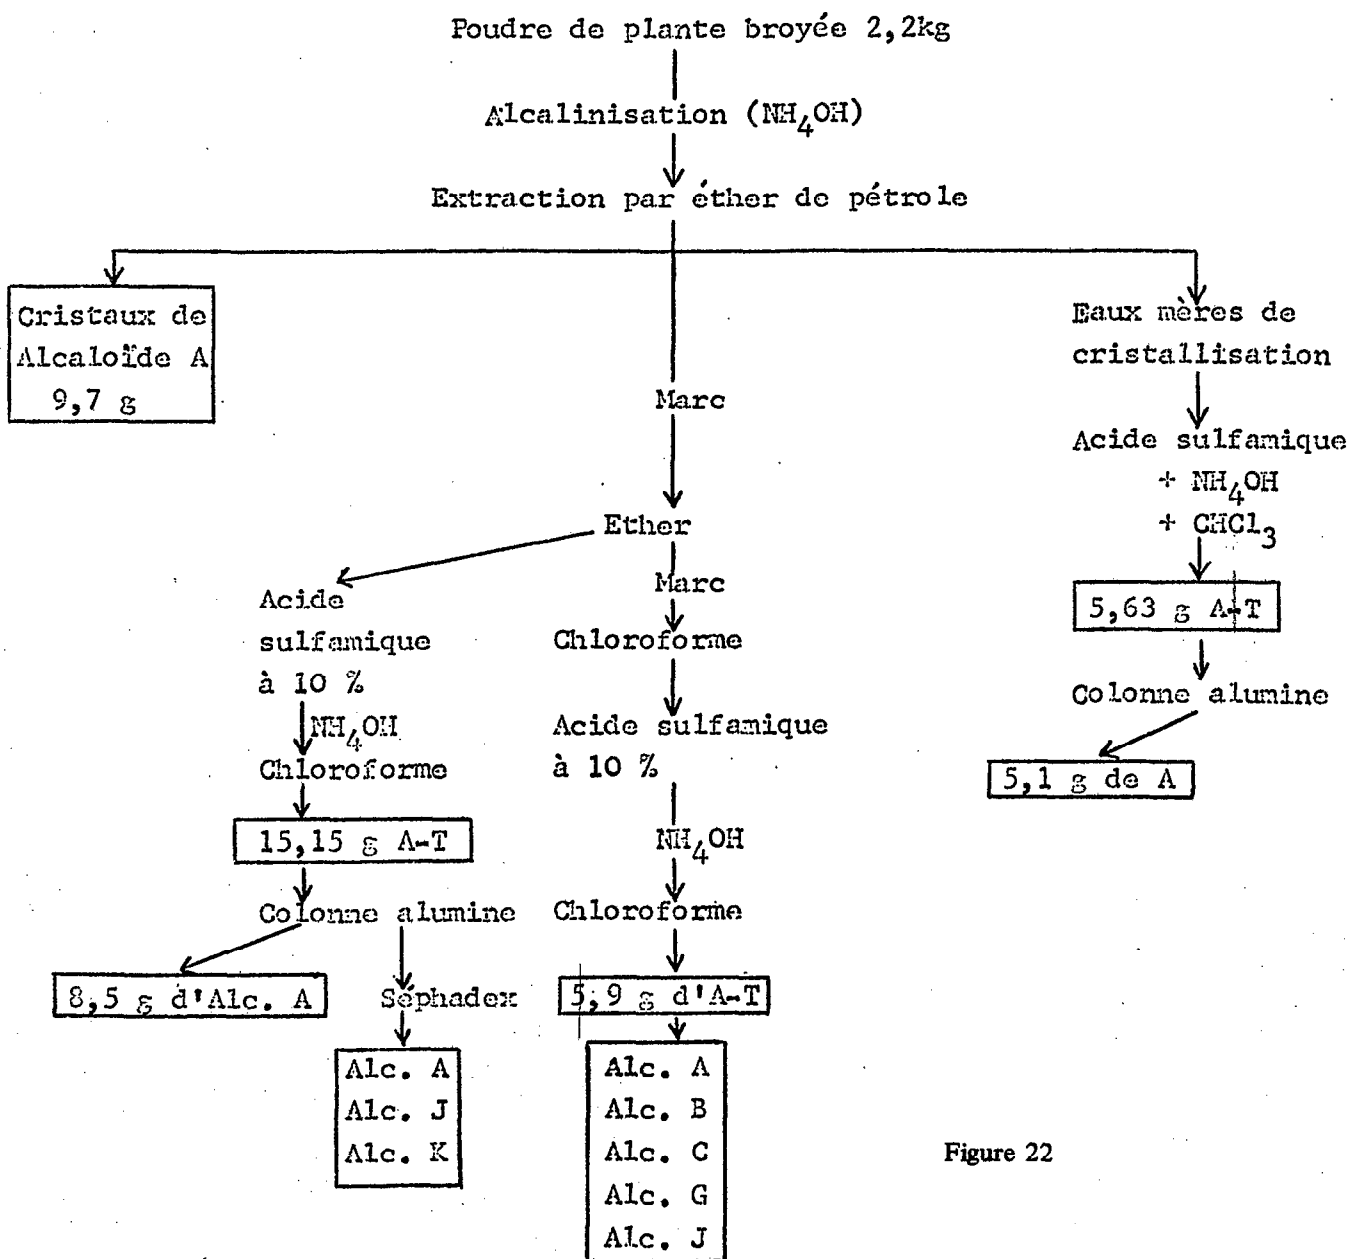 Poudre de plante broyée 2,2kg
Alcalinisation (NH4OH)
Extraction par éther de pétrole
Cristaux de
Alcaloïde A
9,7 g
Marc
Eaux mères de
cristallisation
Acide sulfamique
+ NH4OH
+ CHCl3
5,63 g A-T
Colonne alumine
5,1 g de A
Ether
Acide
sulfamique
à 10 %
NH4OH
Chloroforme
15,15 g A-T
Colonne alumine
8,5 g d'Alc. A
Séphadex
Alc. A
Alc. J
Alc. K
Marc
Chloroforme
Acide sulfamique
à 10 %
NH4OH
Chloroforme
5,9 g d'A-T
Alc. A
Alc. B
Alc. C
Alc. G
Alc. J
Figure 22